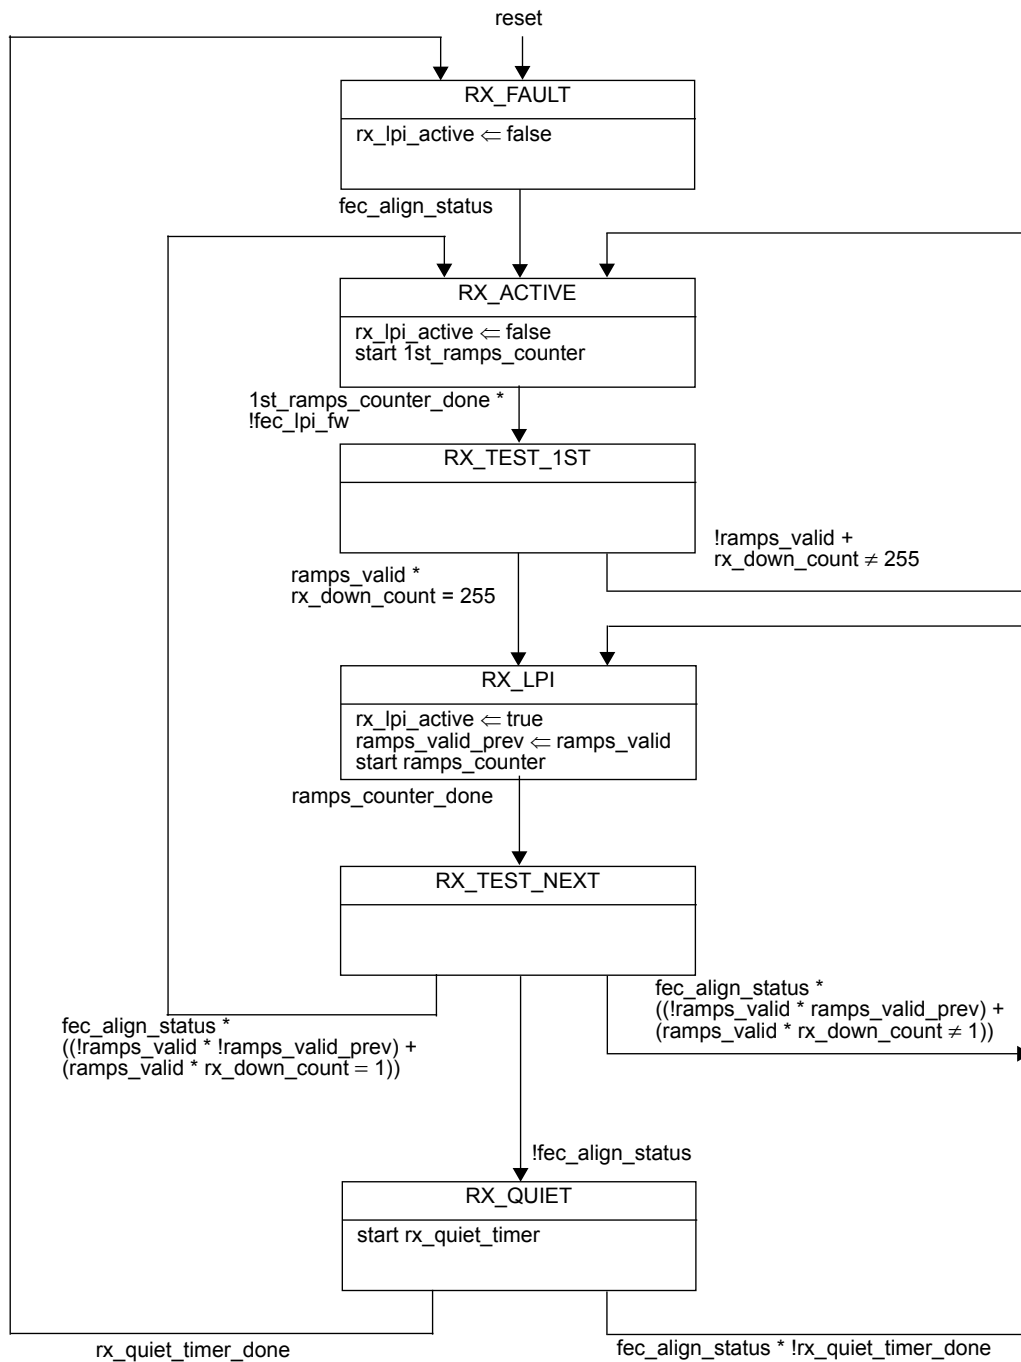 reset
RX_FAULT
rx_lpi_active ⇐ false
fec_align_status
RX_ACTIVE
rx_lpi_active ⇐ false
start 1st_ramps_counter
1st_ramps_counter_done *
!fec_lpi_fw
RX_TEST_1ST
!ramps_valid +
rx_down_count ≠ 255
ramps_valid *
rx_down_count = 255
RX_LPI
rx_lpi_active ⇐ true
ramps_valid_prev ⇐ ramps_valid
start ramps_counter
ramps_counter_done
RX_TEST_NEXT
fec_align_status *
((!ramps_valid * ramps_valid_prev) +
(ramps_valid * rx_down_count ≠ 1))
fec_align_status *
((!ramps_valid * !ramps_valid_prev) +
(ramps_valid * rx_down_count = 1))
!fec_align_status
RX_QUIET
start rx_quiet_timer
rx_quiet_timer_done
fec_align_status * !rx_quiet_timer_done